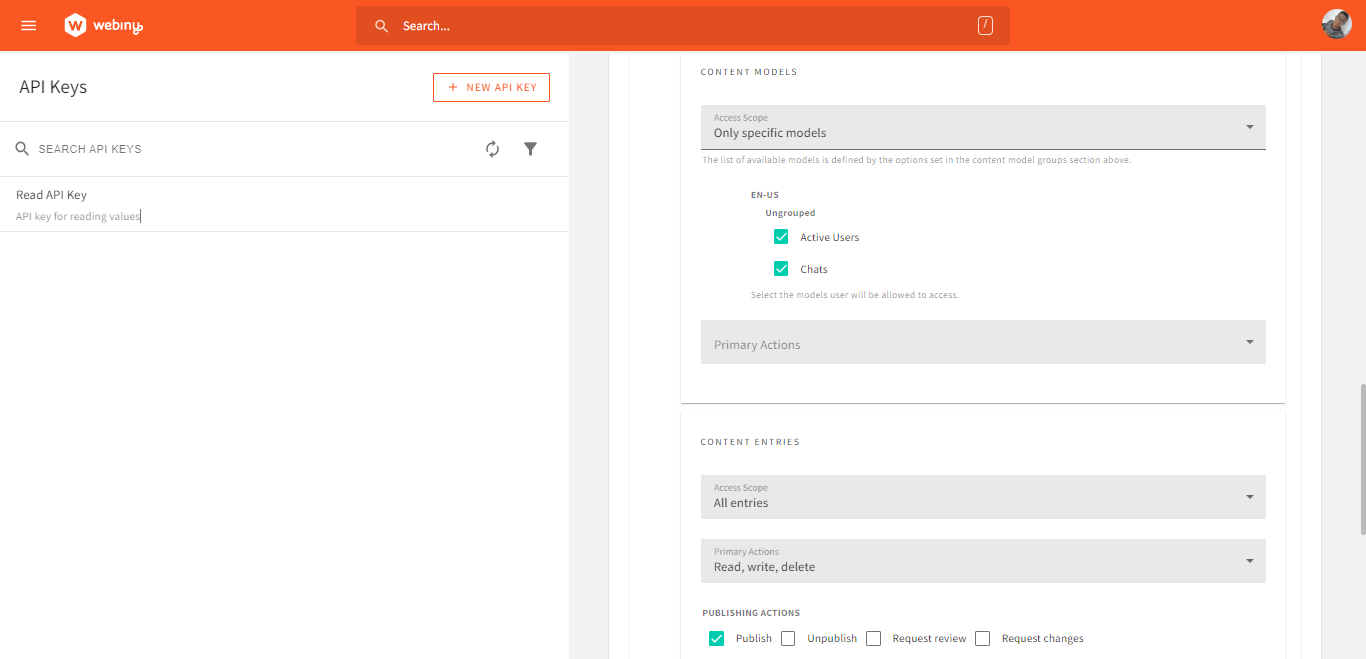 webiny
Search...
/
API Keys
+ NEW API KEY
SEARCH API KEYS
Read API Key
API key for reading values
CONTENT MODELS
Access Scope
Only specific models
The list of available models is defined by the options set in the content model groups section above.
EN-US
Ungrouped
Active Users
Chats
Select the models user will be allowed to access.
Primary Actions
CONTENT ENTRIES
Access Scope
All entries
Primary Actions
Read, write, delete
PUBLISHING ACTIONS
Publish Unpublish Request review Request changes